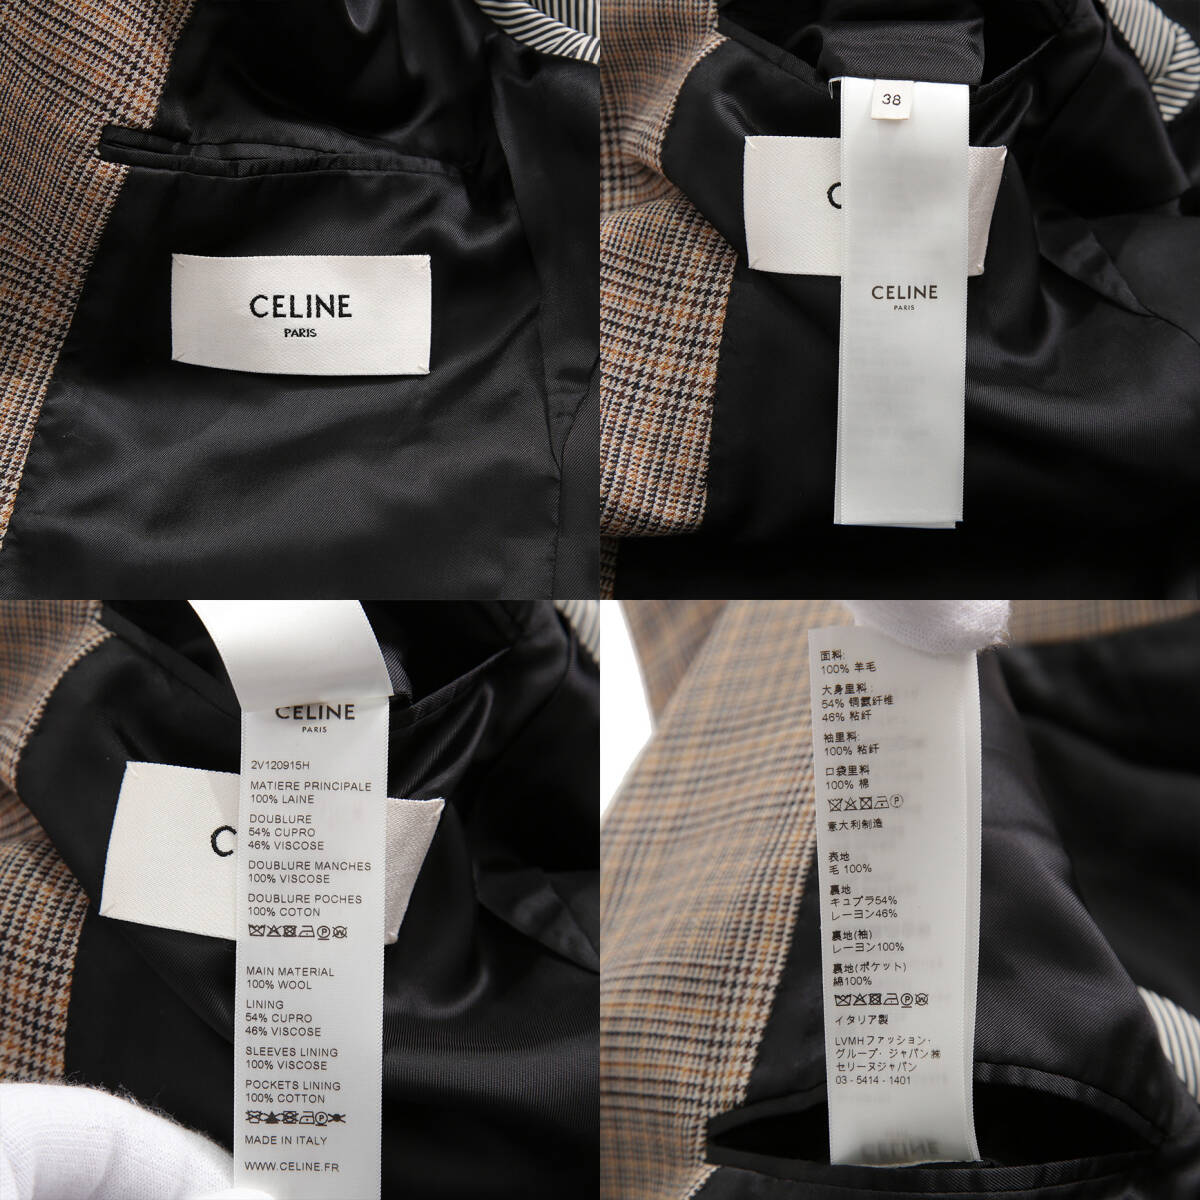 CELINE
PARIS
38
C
CELINE
PARIS
CELINE
PARIS
2V120915H
MATIERE PRINCIPALE
100% LAINE
DOUBLURE
54% CUPRO
46% VISCOSE
DOUBLURE MANCHES
100% VISCOSE
DOUBLURE POCHES
100% COTON
MAIN MATERIAL
100% WOOL
LINING
54% CUPRO
46% VISCOSE
SLEEVES LINING
100% VISCOSE
POCKETS LINING
100% COTTON
MADE IN ITALY
WWW.CELINE.FR
C
面料:
100% 羊毛
大身里料:
54% 铜氨纤维
46% 粘纤
袖里料:
100% 粘纤
口袋里料
100% 棉
意大利制造
表地
毛 100%
裏地
キュプラ54%
レーヨン46%
裏地(袖)
レーヨン100%
裏地(ポケット)
綿100%
イタリア製
LVMHファッション・
グループ・ジャパン㈱
セリーヌジャパン
03 - 5414 - 1401